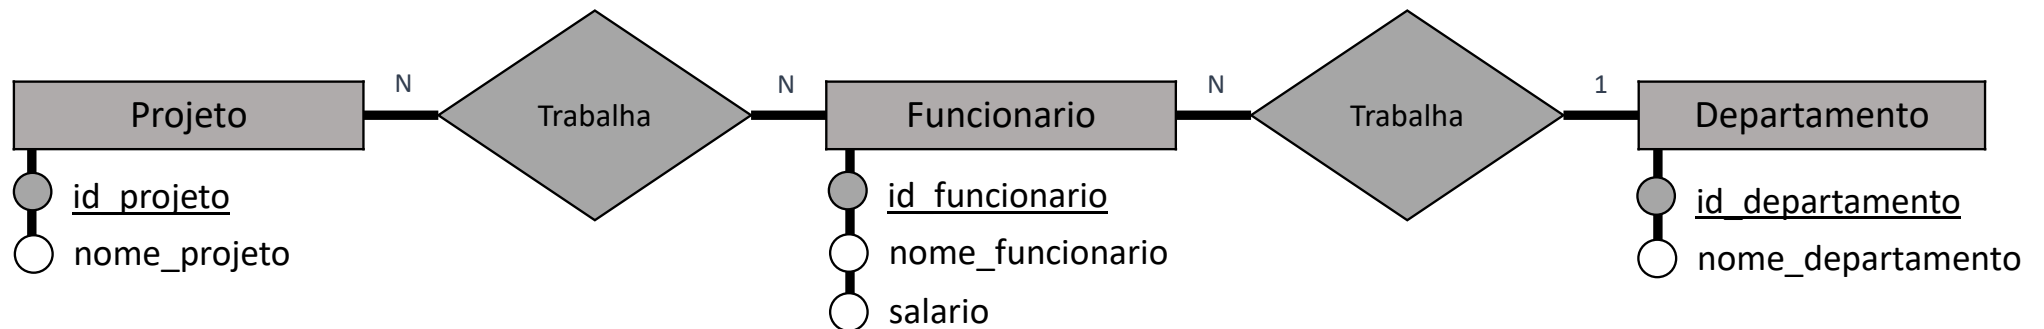 N N N 1
Projeto Trabalha Funcionario Trabalha Departamento
id_projeto id_funcionario id_departamento
nome_projeto nome_funcionario nome_departamento
salario